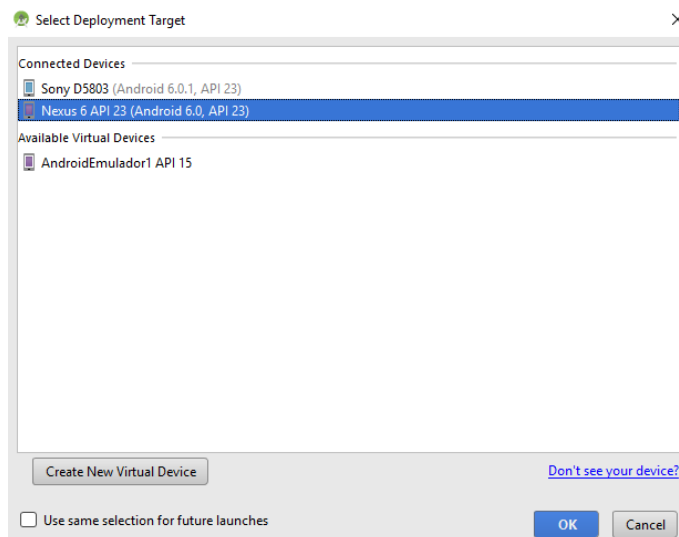 Select Deployment Target
Connected Devices
Sony D5803 (Android 6.0.1, API 23)
Nexus 6 API 23 (Android 6.0, API 23)
Available Virtual Devices
AndroidEmulador1 API 15
Create New Virtual Device
Don't see your device?
Use same selection for future launches
OK
Cancel